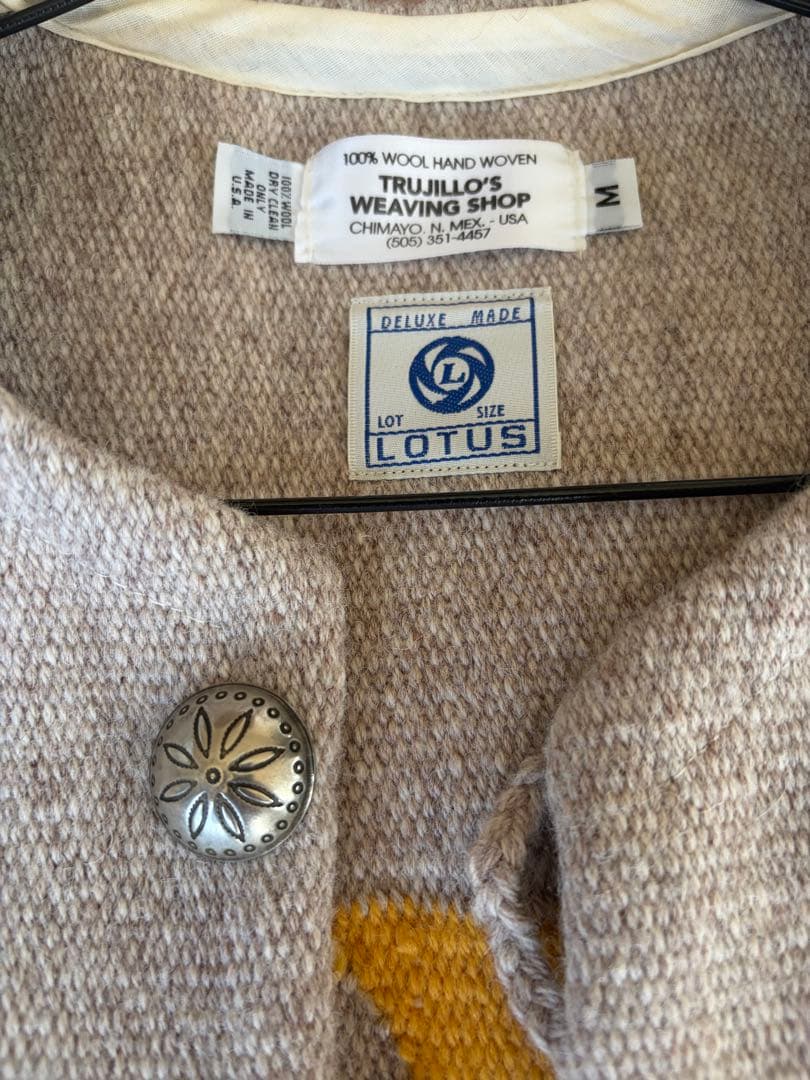 100% WOOL
DRY CLEAN
ONLY
MADE IN
U.S.A.
100% WOOL HAND WOVEN
TRUJILLO'S
WEAVING SHOP
CHIMAYO, N. MEX. - USA
(505) 351-4457
M
DELUXE MADE
L
LOT SIZE
LOTUS